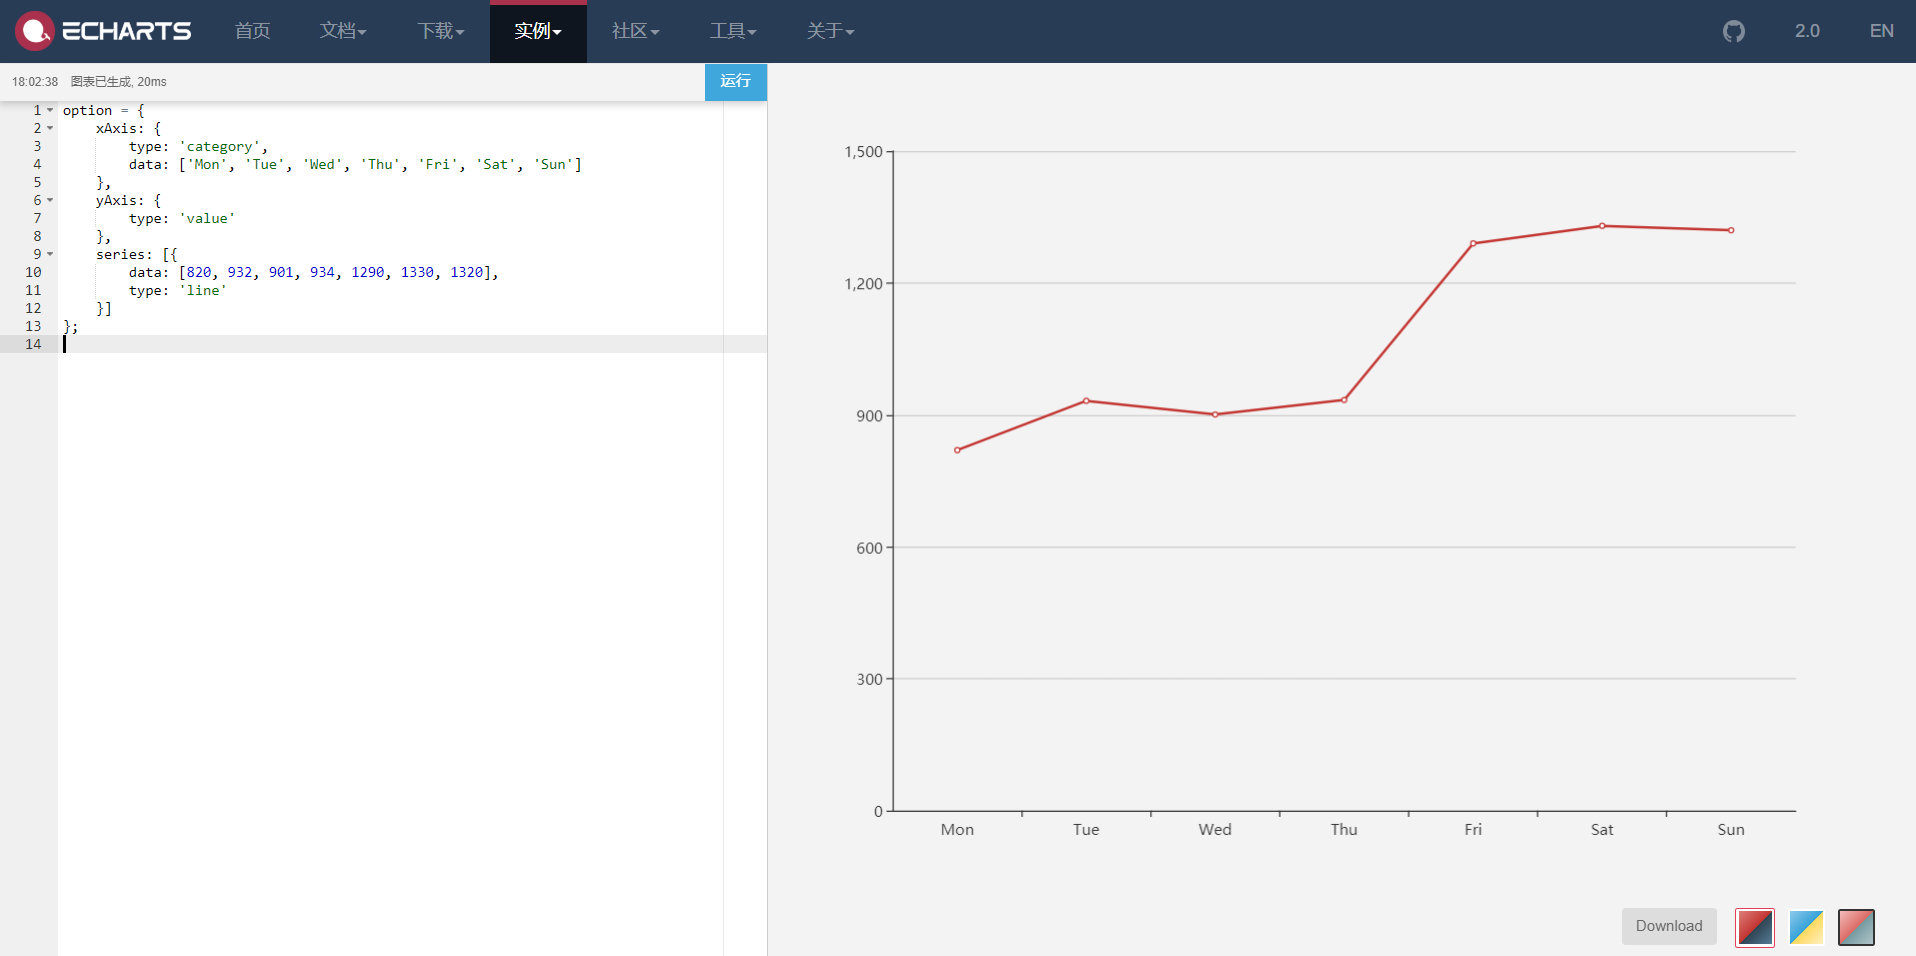 ECHARTS 首页 文档 下载 实例 社区 工具 关于 2.0 EN
18:02:38 图表已生成, 20ms 运行
1 option = {
2     xAxis: {
3         type: 'category',
4         data: ['Mon', 'Tue', 'Wed', 'Thu', 'Fri', 'Sat', 'Sun']
5     },
6     yAxis: {
7         type: 'value'
8     },
9     series: [{
10         data: [820, 932, 901, 934, 1290, 1330, 1320],
11         type: 'line'
12     }]
13 };
14
1,500
1,200
900
600
300
0
Mon Tue Wed Thu Fri Sat Sun
Download